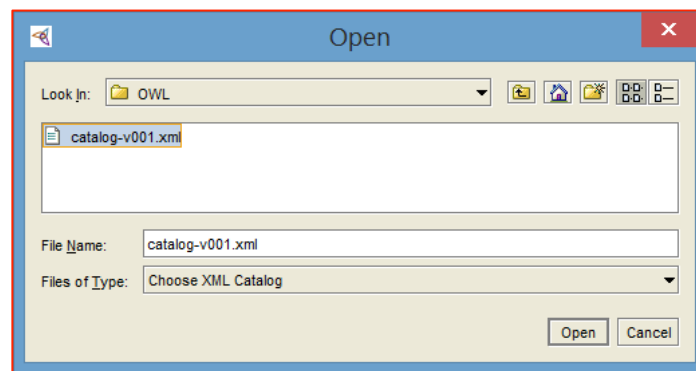 Open
Look In: OWL
catalog-v001.xml
File Name: catalog-v001.xml
Files of Type: Choose XML Catalog
Open Cancel